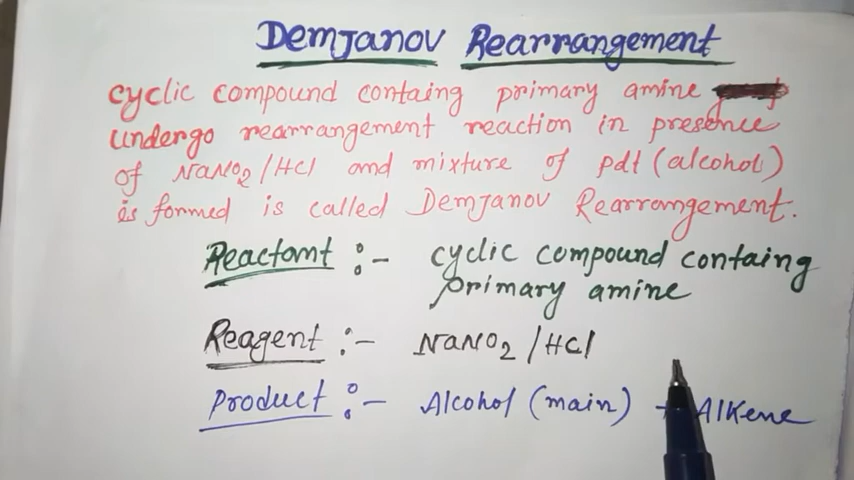 Demjanov Rearrangement
cyclic compound containg primary amine
undergo rearrangement reaction in presence
of NaNO2/HCl and mixture of pdt (alcohol)
is formed is called Demjanov Rearrangement.
Reactant :- cyclic compound containg
primary amine
Reagent :- NaNO2/HCl
Product :- Alcohol (main) + Alkene